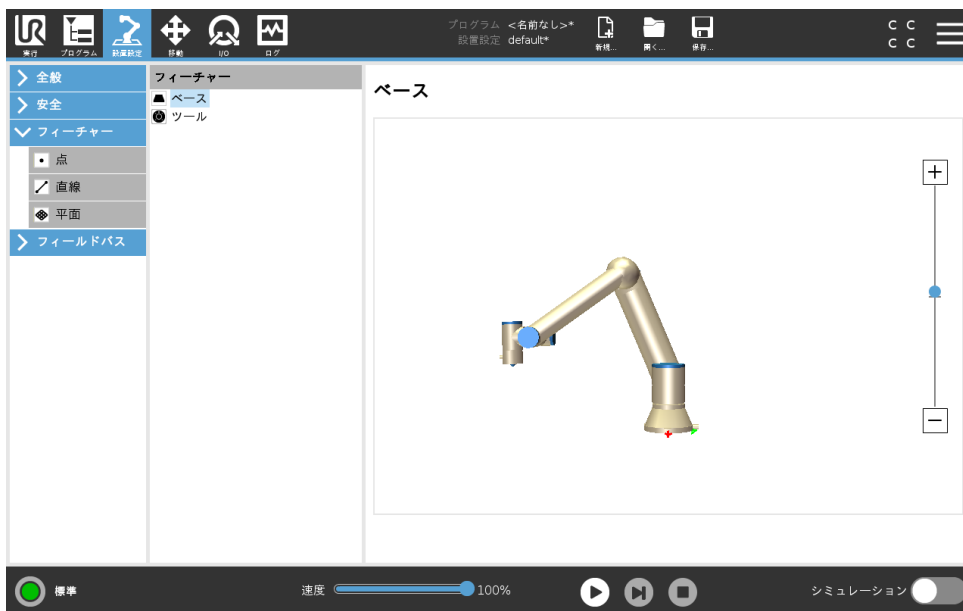 プログラム <名前なし>*
設置設定 default*
実行 プログラム 設置設定 移動 I/O ログ 新規... 開く... 保存...
C C
C C
全般
安全
フィーチャー
点
直線
平面
フィールドバス
フィーチャー
ベース
ツール
ベース
標準
速度 100%
シミュレーション